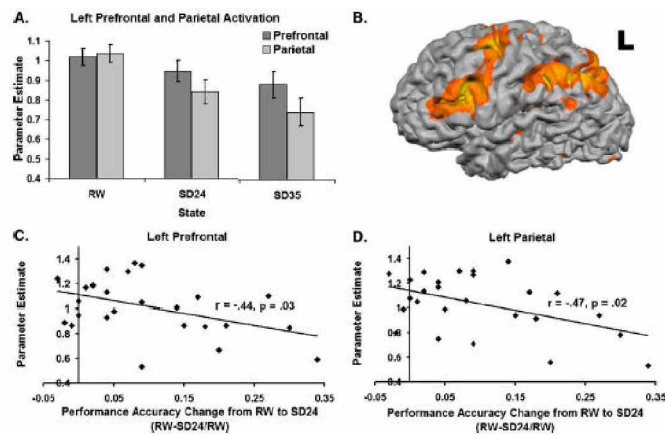 A.
Left Prefrontal and Parietal Activation
Parameter Estimate
1.1
1
0.9
0.8
0.7
0.6
0.5
0.4
Prefrontal
Parietal
RW
SD24
SD35
State
B.
L
C.
Left Prefrontal
Parameter Estimate
1.4
1.2
1
0.8
0.6
0.4
r = -.44, p = .03
-0.05
0.05
0.15
0.25
0.35
Performance Accuracy Change from RW to SD24
(RW-SD24/RW)
D.
Left Parietal
Parameter Estimate
1.4
1.2
1
0.8
0.6
0.4
r = -.47, p = .02
-0.05
0.05
0.15
0.25
0.35
Performance Accuracy Change from RW to SD24
(RW-SD24/RW)